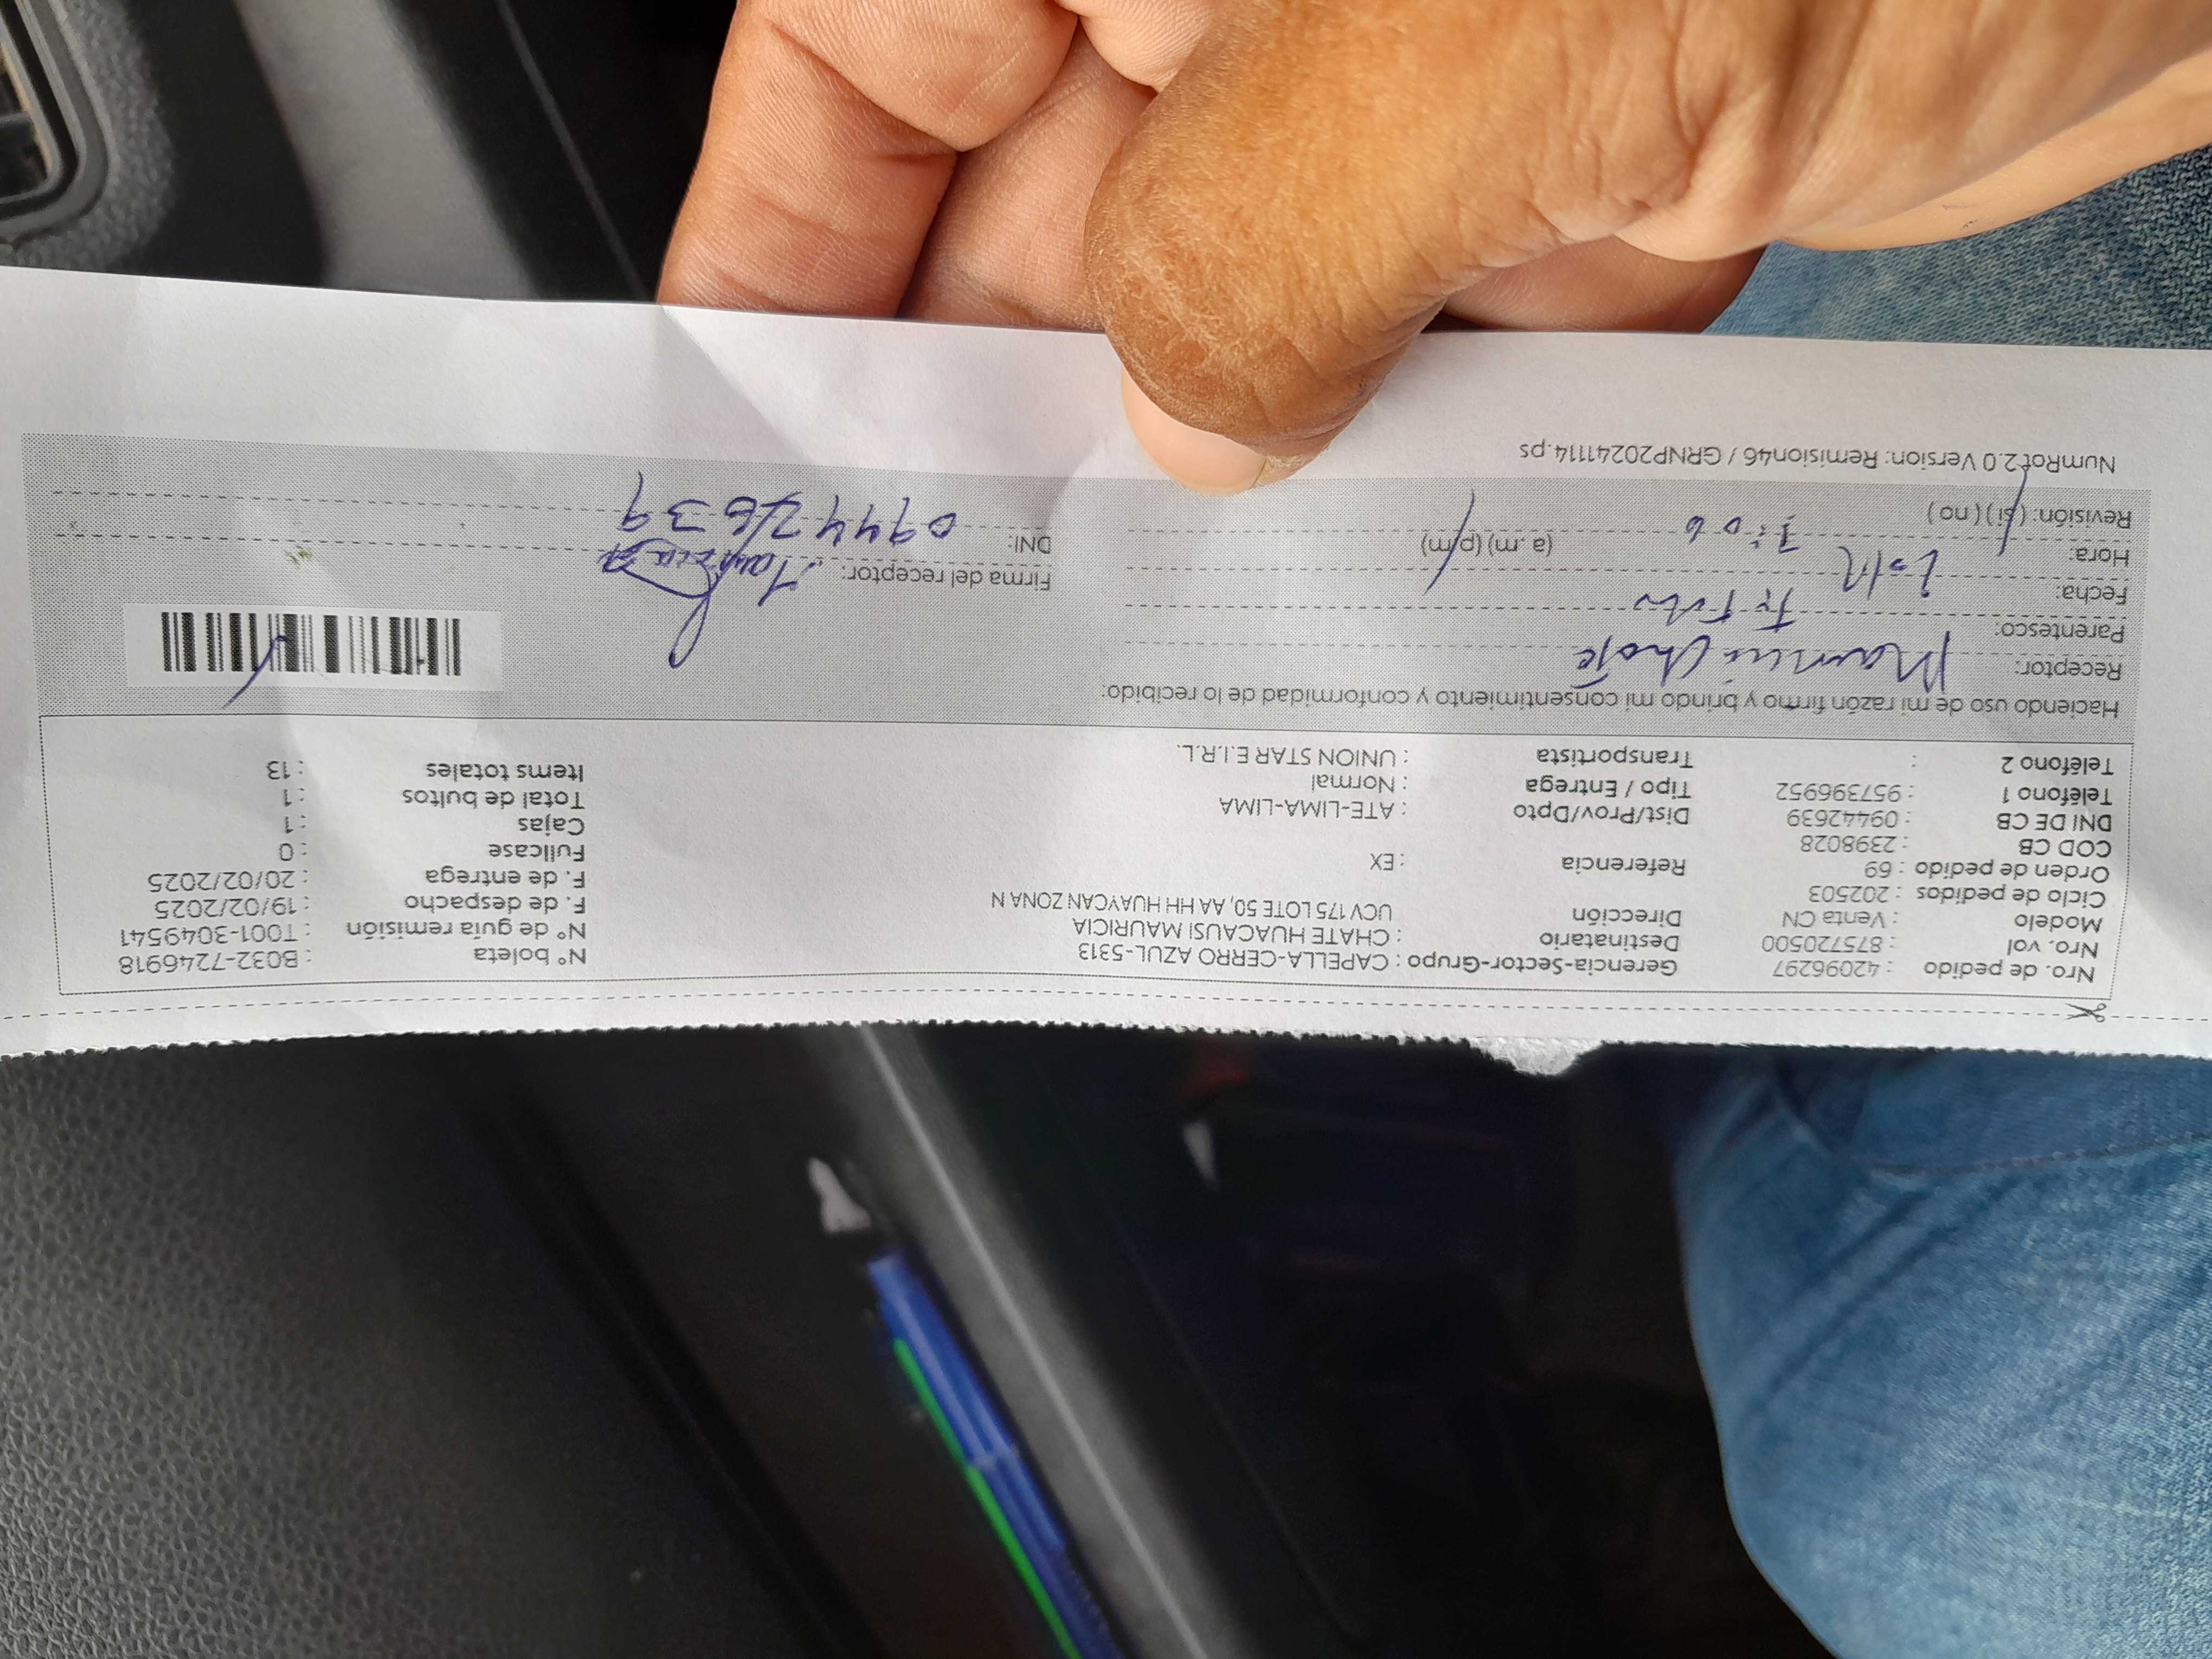 Nro. de pedido : 42096297 Gerencia-Sector-Grupo : CAPELLA-CERRO AZUL-5313 N° boleta : B032-7246918
Nro. vol : 875720500 Destinatario : CHATE HUACAUSI MAURICIA N° de guía remisión : T001-3049541
Modelo : Venta CN Dirección UCV 175 LOTE 50, AA HH HUAYCAN ZONA N F. de despacho : 19/02/2025
Ciclo de pedidos : 202503 F. de entrega : 20/02/2025
Orden de pedido : 69 Referencia : EX Fullcase : 0
COD CB : 2398028 Cajas : 1
DNI DE CB : 09442639 Dist/Prov/Dpto : ATE-LIMA-LIMA Total de bultos : 1
Teléfono 1 : 957396952 Tipo / Entrega : Normal Items totales : 13
Teléfono 2 : Transportista : UNION STAR E.I.R.L.
Haciendo uso de mi razón firmo y brindo mi consentimiento y conformidad de lo recibido:
Receptor:
Parentesco:
Fecha: Firma del receptor:
Hora: (a.m) (p.m) DNI: 09442639
Revisión: (si) (no)
NumRot 2.0 Version: Remision46 / GRNP20241114.ps